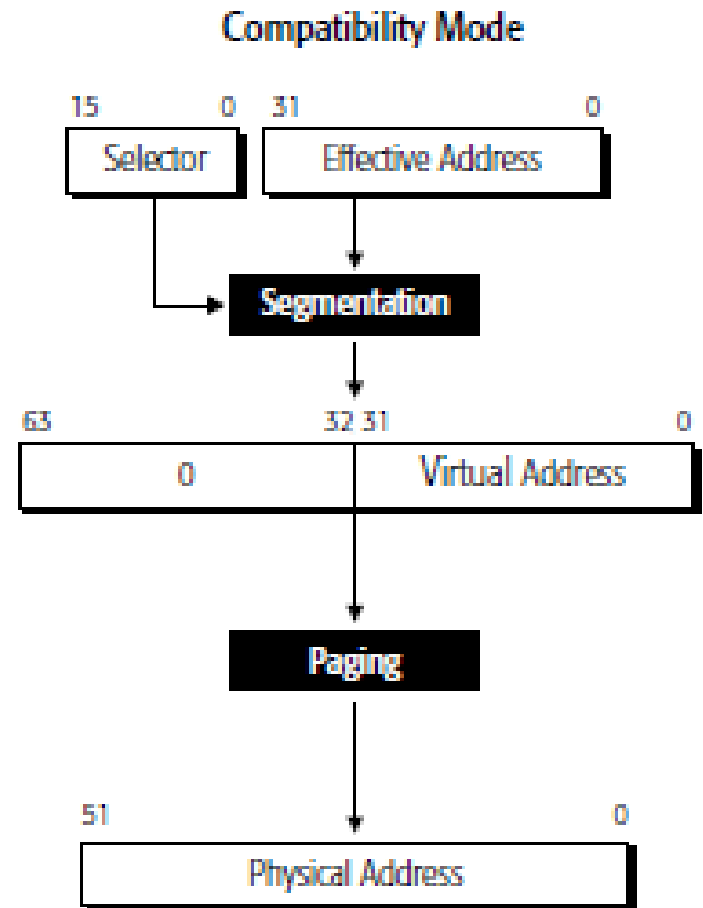 Compatibility Mode
15 0 31 0
Selector Effective Address
Segmentation
63 32 31 0
0 Virtual Address
Paging
51 0
Physical Address